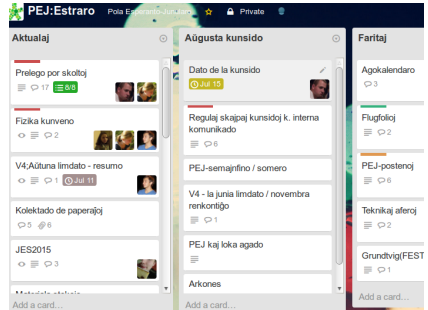 PEJ:Estraro Pola Esperanto-Junularo Private
Aktualaj
Prelego por skoltoj
17 8/8
Fizika kunveno
2
V4;Aŭtuna limdato - resumo
1 Jul 11
Kolektado de paperaĵoj
5 6
JES2015
3
Add a card…
Aŭgusta kunsido
Dato de la kunsido
Jul 15
Regulaj skajpaj kunsidoj k. interna
komunikado
6
PEJ-semajnfino / somero
V4 - la junia limdato / novembra
renkontiĝo
1
PEJ kaj loka agado
Arkones
Add a card…
Faritaj
Agokalendaro
3
Flugfolioj
2
PEJ-postenoj
6
Teknikaj aferoj
2
Grundtvig(FEST
1
Add a card…